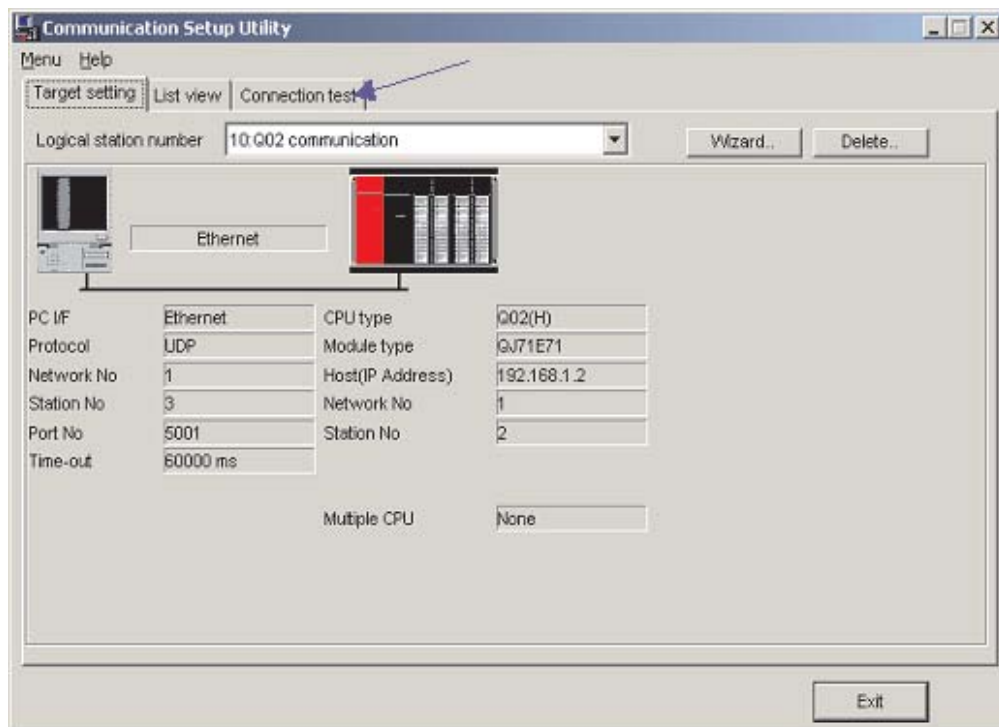 Communication Setup Utility
Menu Help
Target setting List view Connection test
Logical station number 10:Q02 communication Wizard.. Delete..
Ethernet
PC I/F Ethernet CPU type Q02(H)
Protocol UDP Module type QJ71E71
Network No 1 Host(IP Address) 192.168.1.2
Station No 3 Network No 1
Port No 5001 Station No 2
Time-out 60000 ms
Multiple CPU None
Exit